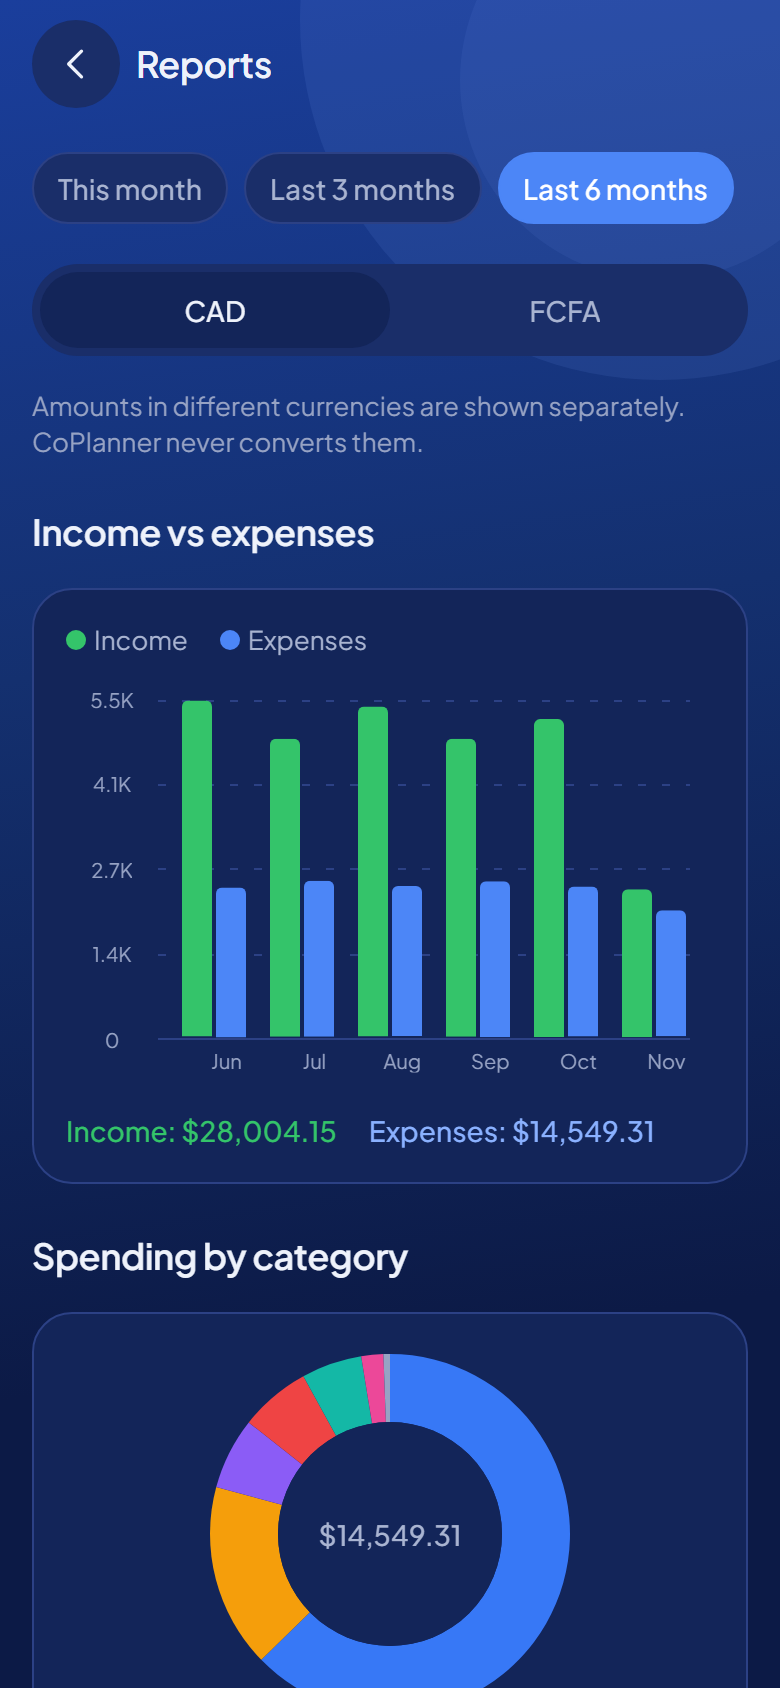 Reports
This month
Last 3 months
Last 6 months
CAD
FCFA
Amounts in different currencies are shown separately.
CoPlanner never converts them.
Income vs expenses
Income
Expenses
5.5K
4.1K
2.7K
1.4K
0
Jun
Jul
Aug
Sep
Oct
Nov
Income: $28,004.15
Expenses: $14,549.31
Spending by category
$14,549.31